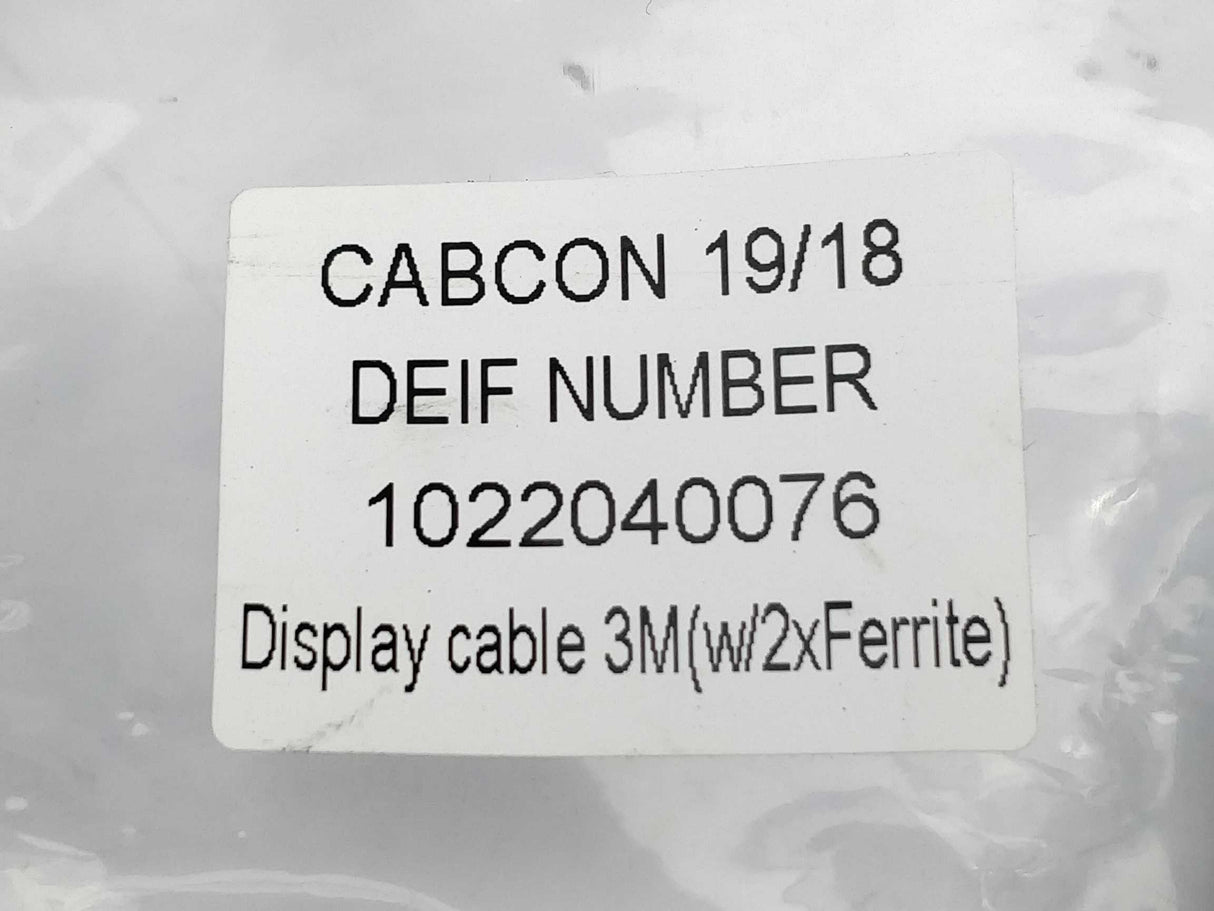 CABCON 19/18
DEIF NUMBER
1022040076
Display cable 3M(w/2xFerrite)